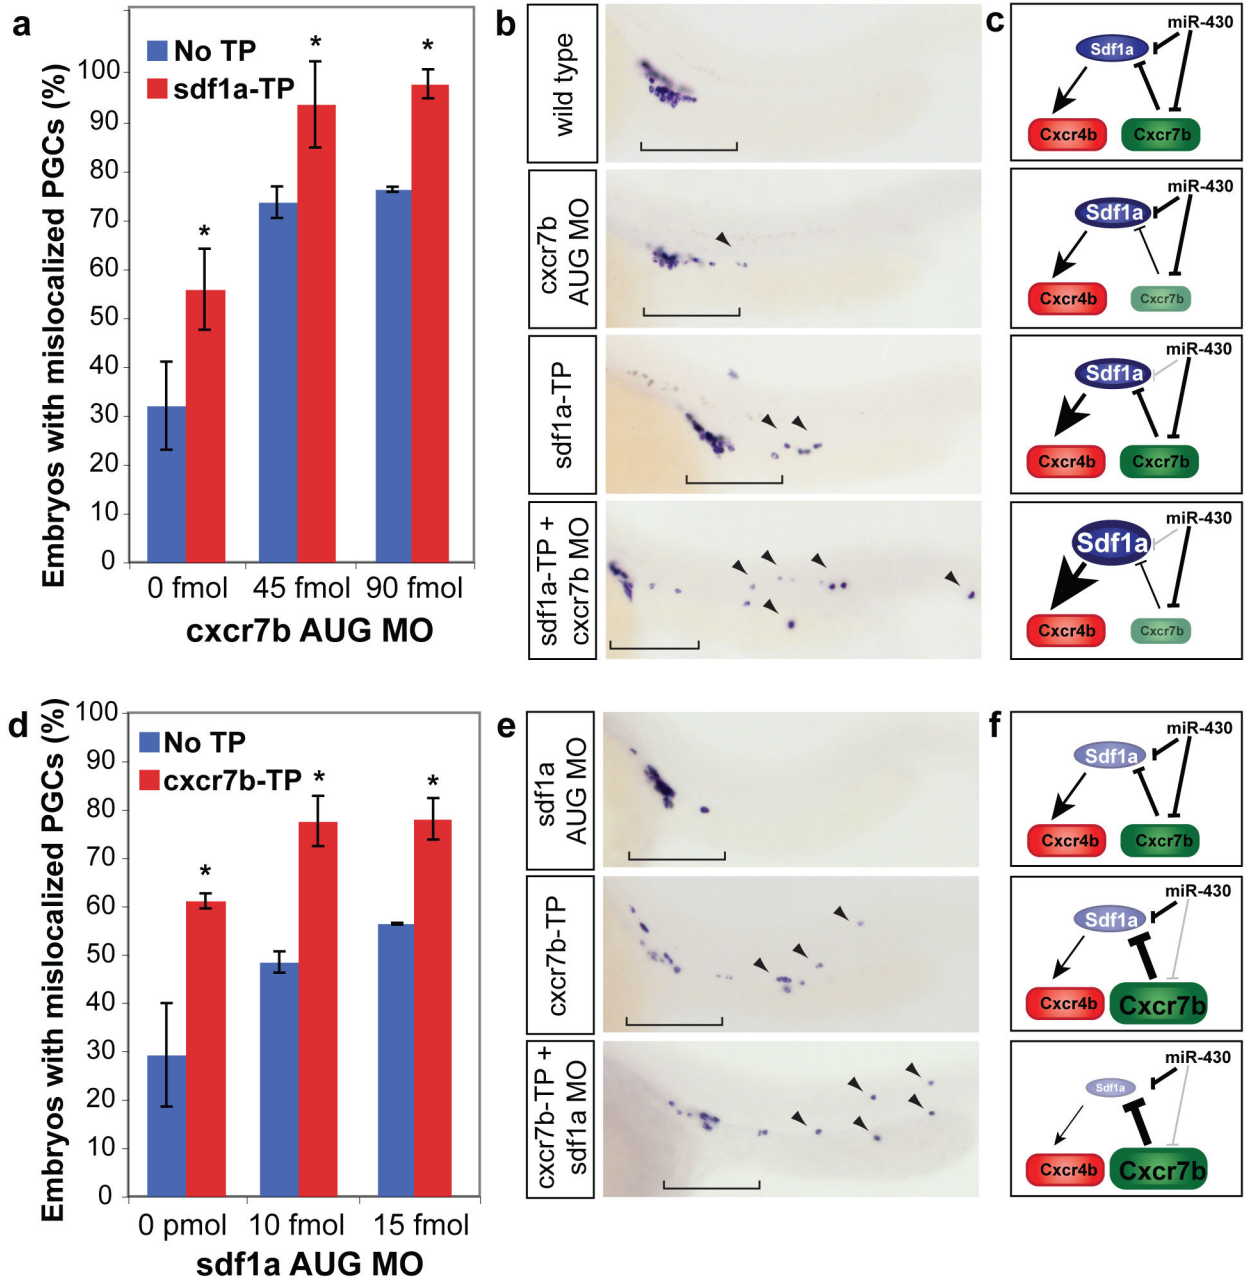 a
Embryos with mislocalized PGCs (%)
100
90
80
70
60
50
40
30
20
10
0
No TP
sdf1a-TP
*
*
*
0 fmol
45 fmol
90 fmol
cxcr7b AUG MO
b
wild type
cxcr7b
AUG MO
sdf1a-TP
sdf1a-TP +
cxcr7b MO
c
miR-430
Sdf1a
Cxcr4b
Cxcr7b
miR-430
Sdf1a
Cxcr4b
Cxcr7b
miR-430
Sdf1a
Cxcr4b
Cxcr7b
miR-430
Sdf1a
Cxcr4b
Cxcr7b
d
Embryos with mislocalized PGCs (%)
100
90
80
70
60
50
40
30
20
10
0
No TP
cxcr7b-TP
*
*
*
0 pmol
10 fmol
15 fmol
sdf1a AUG MO
e
sdf1a
AUG MO
cxcr7b-TP
cxcr7b-TP +
sdf1a MO
f
miR-430
Sdf1a
Cxcr4b
Cxcr7b
miR-430
Sdf1a
Cxcr4b
Cxcr7b
miR-430
Sdf1a
Cxcr4b
Cxcr7b